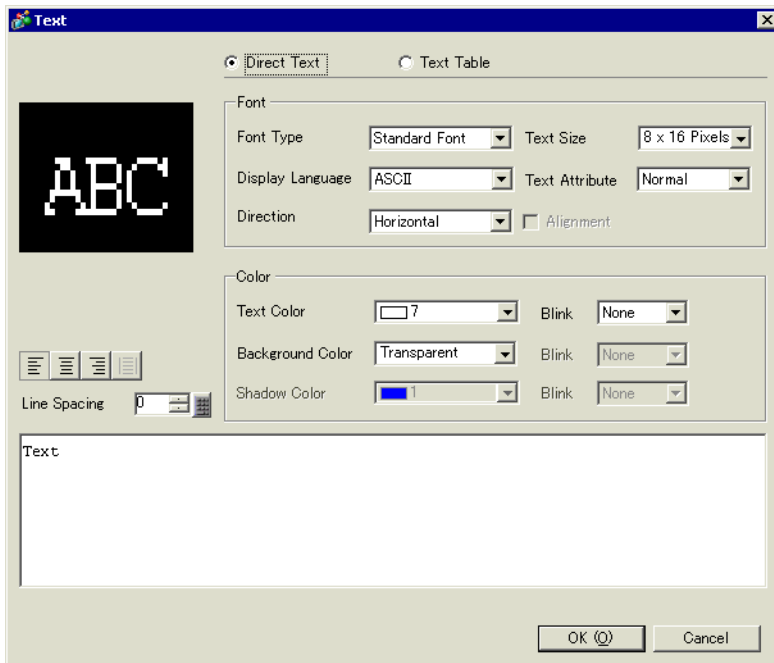 Text
Direct Text Text Table
ABC
Font
Font Type Standard Font Text Size 8 x 16 Pixels
Display Language ASCII Text Attribute Normal
Direction Horizontal Alignment
Color
Text Color 7 Blink None
Background Color Transparent Blink None
Shadow Color 1 Blink None
Line Spacing 0
Text
OK (O) Cancel